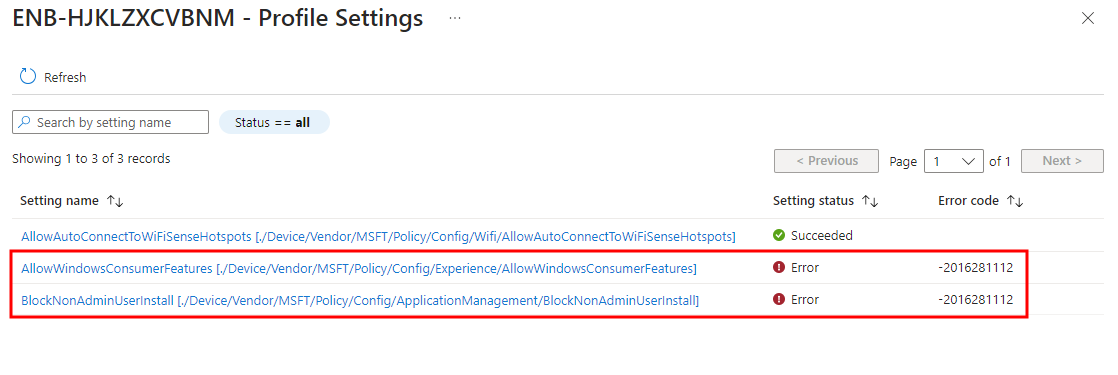 ENB-HJKLZXCVBNM - Profile Settings ...
Refresh
Search by setting name Status == all
Showing 1 to 3 of 3 records < Previous Page 1 of 1 Next >
Setting name Setting status Error code
AllowAutoConnectToWiFiSenseHotspots [./Device/Vendor/MSFT/Policy/Config/Wifi/AllowAutoConnectToWiFiSenseHotspots] Succeeded
AllowWindowsConsumerFeatures [./Device/Vendor/MSFT/Policy/Config/Experience/AllowWindowsConsumerFeatures] Error -2016281112
BlockNonAdminUserInstall [./Device/Vendor/MSFT/Policy/Config/ApplicationManagement/BlockNonAdminUserInstall] Error -2016281112